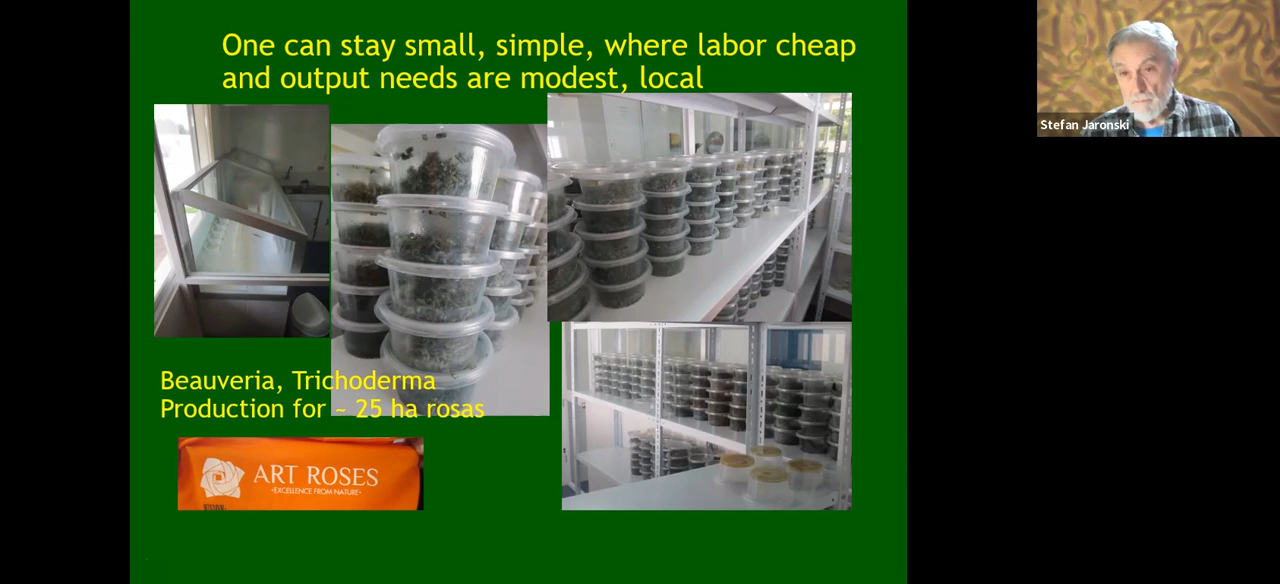 One can stay small, simple, where labor cheap
and output needs are modest, local
Stefan Jaronski
Beauveria, Trichoderma
Production for ~ 25 ha rosas
ART ROSES
-EXCELLENCE FROM NATURE-